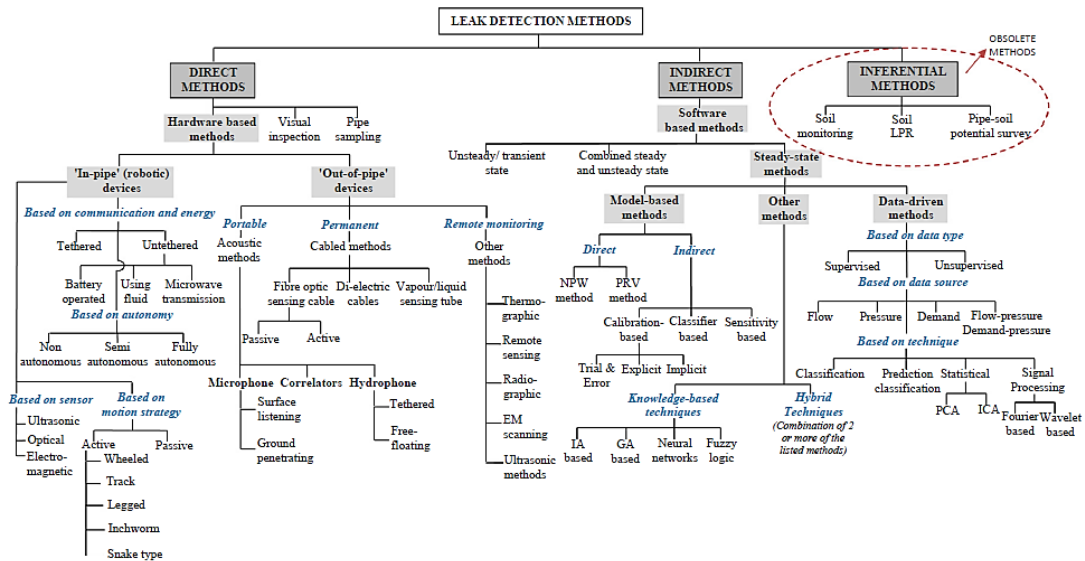 LEAK DETECTION METHODS
OBSOLETE
METHODS
DIRECT
METHODS
INDIRECT
METHODS
INFERENTIAL
METHODS
Hardware based
methods
Visual
inspection
Pipe
sampling
Software
based methods
Soil
monitoring
Soil
LPR
Pipe-soil
potential survey
Unsteady/ transient
state
Combined steady
and unsteady state
Steady-state
methods
'In-pipe' (robotic)
devices
'Out-of-pipe'
devices
Model-based
methods
Other
methods
Data-driven
methods
Based on communication and energy
Tethered
Untethered
Battery
operated
Using
fluid
Microwave
transmission
Based on autonomy
Non
autonomous
Semi
autonomous
Fully
autonomous
Based on sensor
Ultrasonic
Optical
Electro-
magnetic
Based on
motion strategy
Active
Passive
Wheeled
Track
Legged
Inchworm
Snake type
Portable
Acoustic
methods
Permanent
Cabled methods
Remote monitoring
Other
methods
Fibre optic
sensing cable
Di-electric
cables
Vapour/liquid
sensing tube
Passive
Active
Microphone
Correlators
Hydrophone
Surface
listening
Ground
penetrating
Tethered
Free-
floating
Thermo-
graphic
Remote
sensing
Radio-
graphic
EM
scanning
Ultrasonic
methods
Direct
Indirect
NPW
method
PRV
method
Calibration-
based
Classifier
based
Sensitivity
based
Trial &
Error
Explicit
Implicit
Knowledge-based
techniques
IA
based
GA
based
Neural
networks
Fuzzy
logic
Hybrid
Techniques
(Combination of 2
or more of the
listed methods)
Based on data type
Supervised
Unsupervised
Based on data source
Flow
Pressure
Demand
Flow-pressure
Demand-pressure
Based on technique
Classification
Prediction
classification
Statistical
Signal
Processing
PCA
ICA
Fourier
based
Wavelet
based